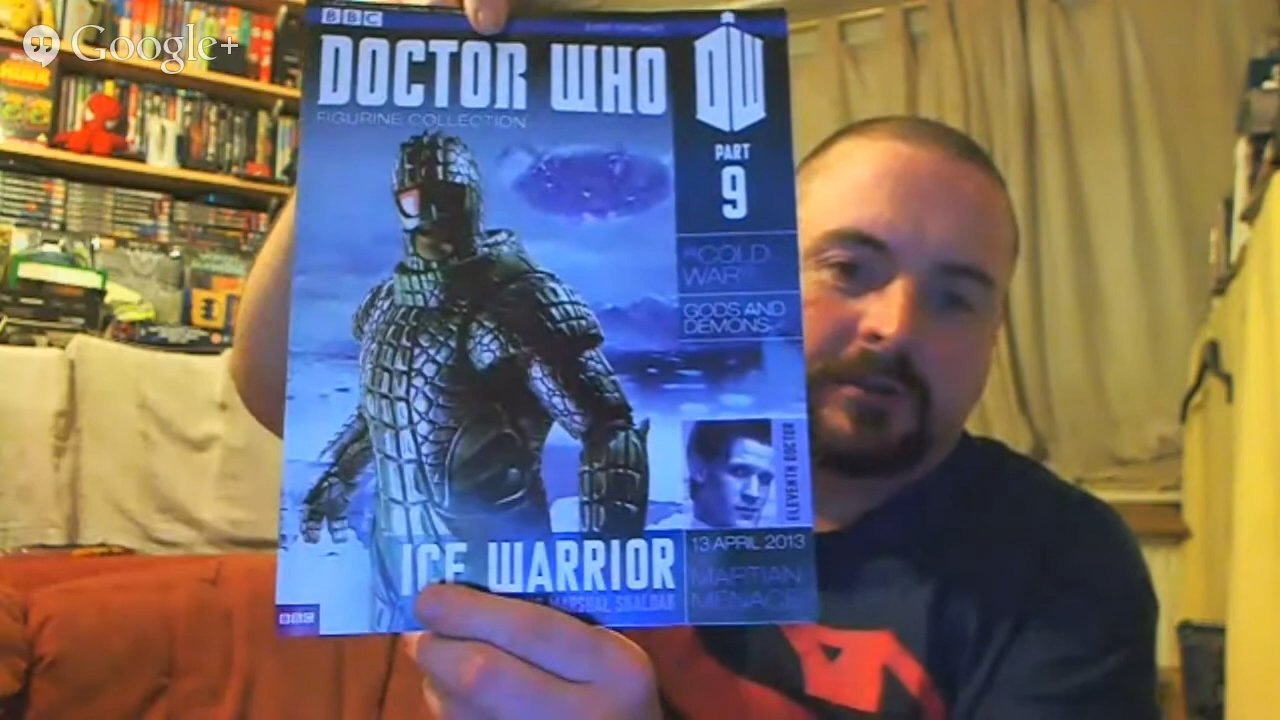 Google+
BBC
DOCTOR WHO
FIGURINE COLLECTION
DW
PART
9
"COLD
WAR"
GODS AND
DEMONS
ELEVENTH DOCTOR
13 APRIL 2013
MARTIAN
MENACE
ICE WARRIOR
MARSHAL SKALDAK
BBC